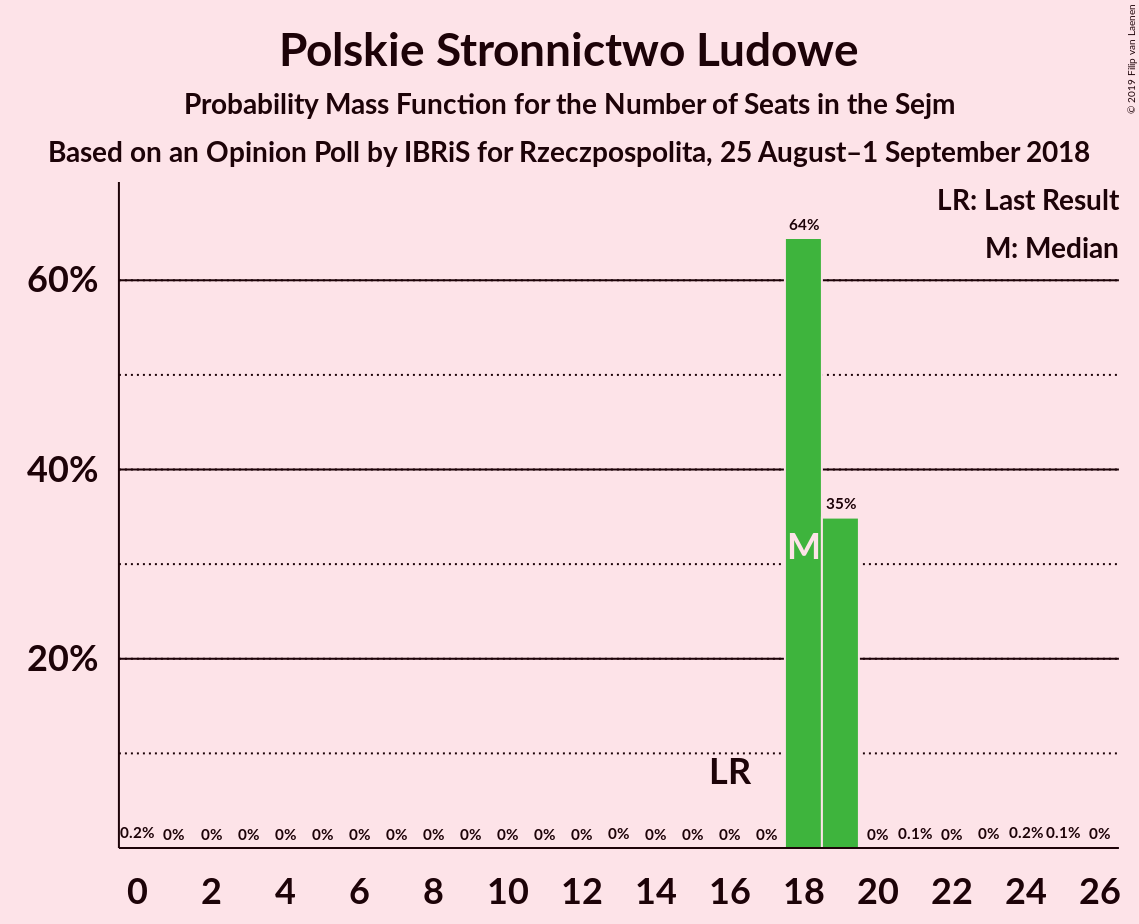 Polskie Stronnictwo Ludowe
Probability Mass Function for the Number of Seats in the Sejm
Based on an Opinion Poll by IBRiS for Rzeczpospolita, 25 August–1 September 2018
© 2019 Filip van Laenen
LR: Last Result
M: Median
64%
60%
35%
40%
M
20%
LR
0.2% 0% 0% 0% 0% 0% 0% 0% 0% 0% 0% 0% 0% 0% 0% 0% 0% 0% 0% 0.1% 0% 0% 0.2% 0.1% 0%
0 2 4 6 8 10 12 14 16 18 20 22 24 26